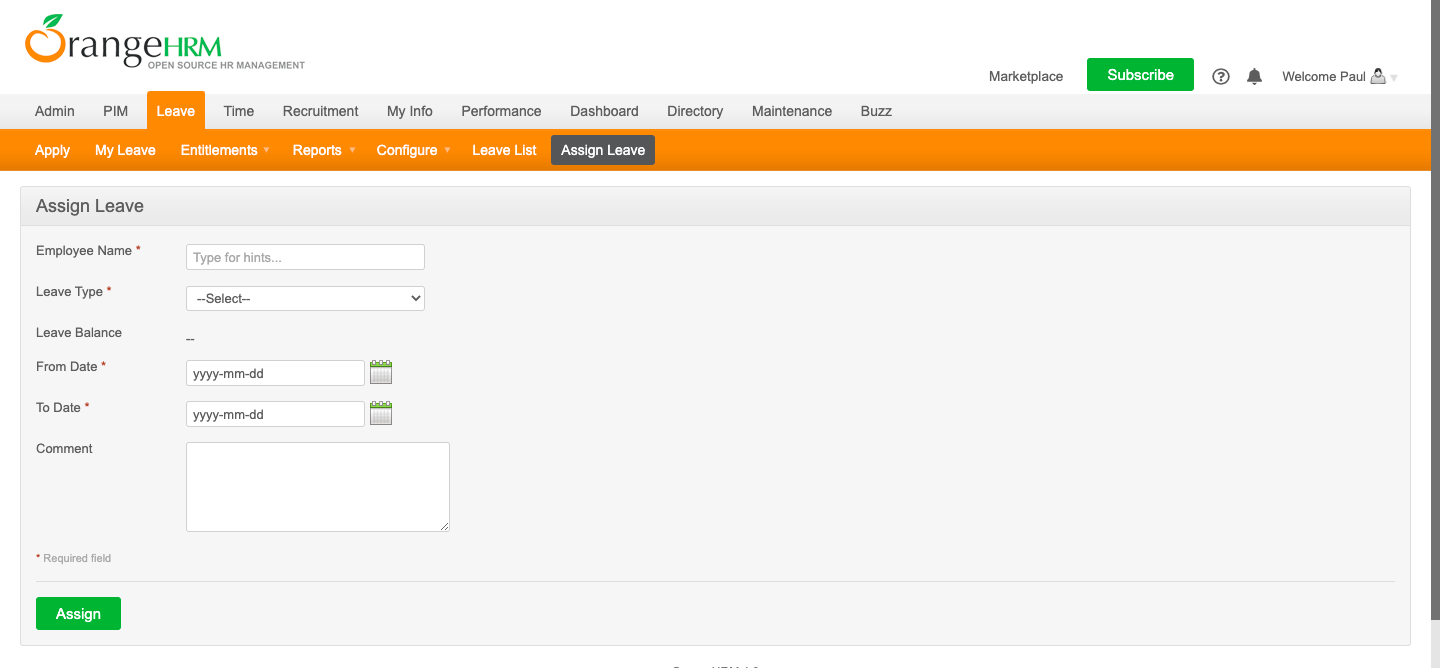 OrangeHRM
OPEN SOURCE HR MANAGEMENT
Marketplace Subscribe Welcome Paul
Admin PIM Leave Time Recruitment My Info Performance Dashboard Directory Maintenance Buzz
Apply My Leave Entitlements Reports Configure Leave List Assign Leave
Assign Leave
Employee Name * Type for hints...
Leave Type * --Select--
Leave Balance --
From Date * yyyy-mm-dd
To Date * yyyy-mm-dd
Comment
* Required field
Assign